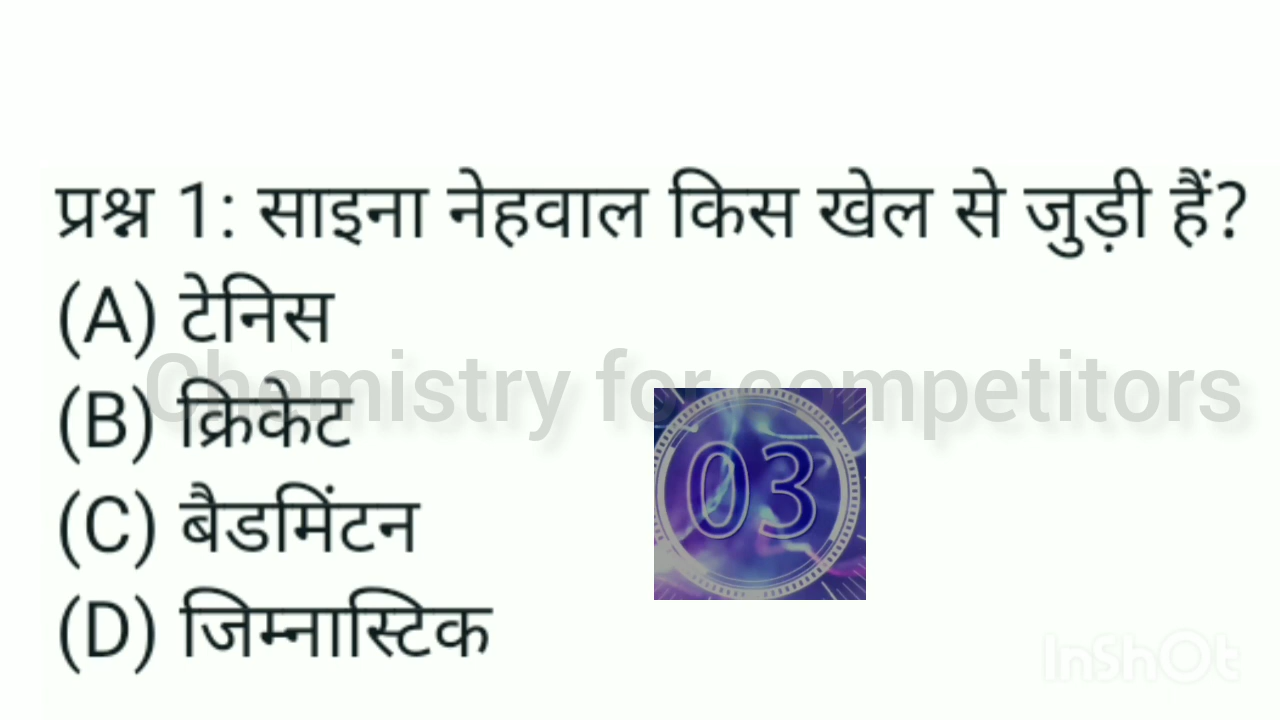 प्रश्न 1: साइना नेहवाल किस खेल से जुड़ी हैं?
(A) टेनिस
Chemistry for competitors
(B) क्रिकेट
03
(C) बैडमिंटन
(D) जिम्नास्टिक
InShOt